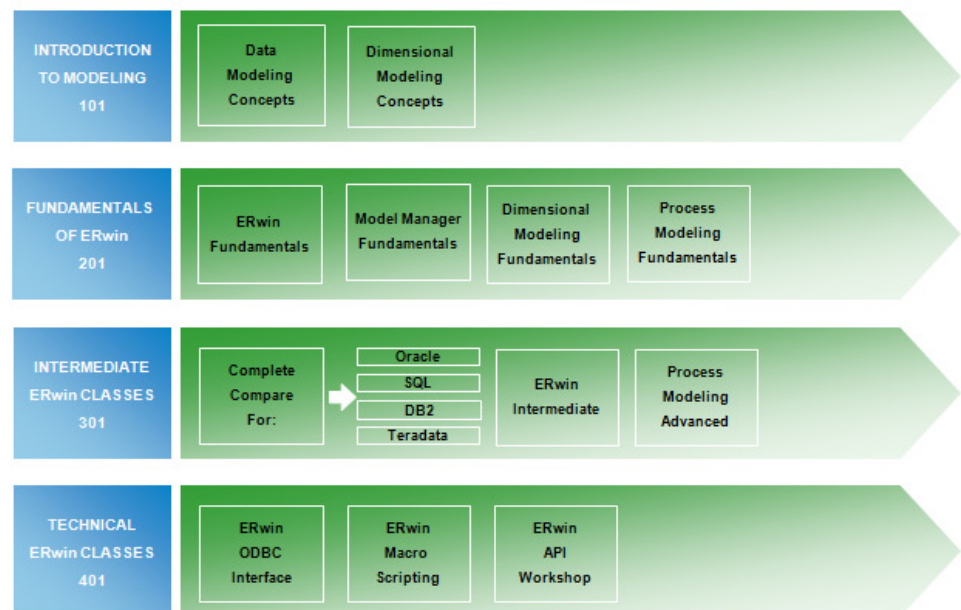 INTRODUCTION
TO MODELING
101
Data
Modeling
Concepts
Dimensional
Modeling
Concepts
FUNDAMENTALS
OF ERwin
201
ERwin
Fundamentals
Model Manager
Fundamentals
Dimensional
Modeling
Fundamentals
Process
Modeling
Fundamentals
INTERMEDIATE
ERwin CLASSES
301
Complete
Compare
For:
Oracle
SQL
DB2
Teradata
ERwin
Intermediate
Process
Modeling
Advanced
TECHNICAL
ERwin CLASSES
401
ERwin
ODBC
Interface
ERwin
Macro
Scripting
ERwin
API
Workshop